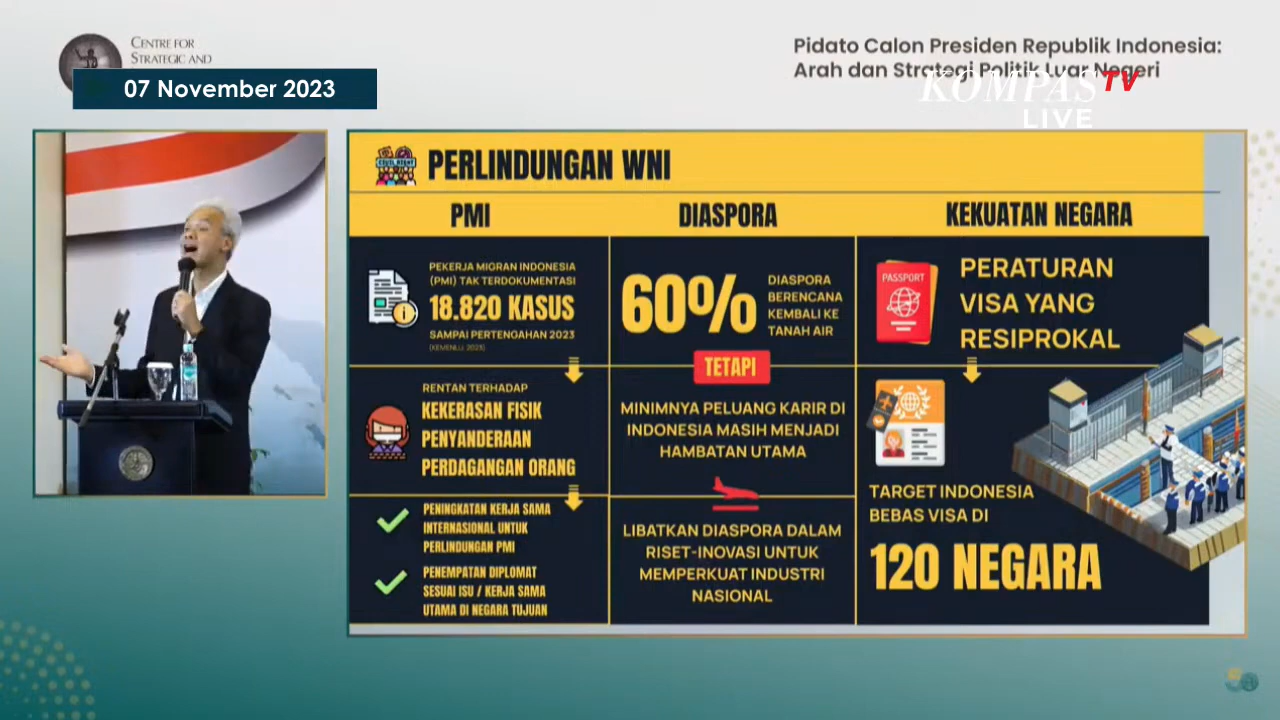 CENTRE FOR
STRATEGIC AND
07 November 2023
Pidato Calon Presiden Republik Indonesia:
Arah dan Strategi Politik Luar Negeri
KOMPAS TV
LIVE
PERLINDUNGAN WNI
PMI
PEKERJA MIGRAN INDONESIA
(PMI) TAK TERDOKUMENTASI
18.820 KASUS
SAMPAI PERTENGAHAN 2023
(KEMENLU, 2023)
RENTAN TERHADAP
KEKERASAN FISIK
PENYANDERAAN
PERDAGANGAN ORANG
PENINGKATAN KERJA SAMA
INTERNASIONAL UNTUK
PERLINDUNGAN PMI
PENEMPATAN DIPLOMAT
SESUAI ISU / KERJA SAMA
UTAMA DI NEGARA TUJUAN
DIASPORA
60%
DIASPORA
BERENCANA
KEMBALI KE
TANAH AIR
TETAPI
MINIMNYA PELUANG KARIR DI
INDONESIA MASIH MENJADI
HAMBATAN UTAMA
LIBATKAN DIASPORA DALAM
RISET-INOVASI UNTUK
MEMPERKUAT INDUSTRI
NASIONAL
KEKUATAN NEGARA
PASSPORT
PERATURAN
VISA YANG
RESIPROKAL
TARGET INDONESIA
BEBAS VISA DI
120 NEGARA